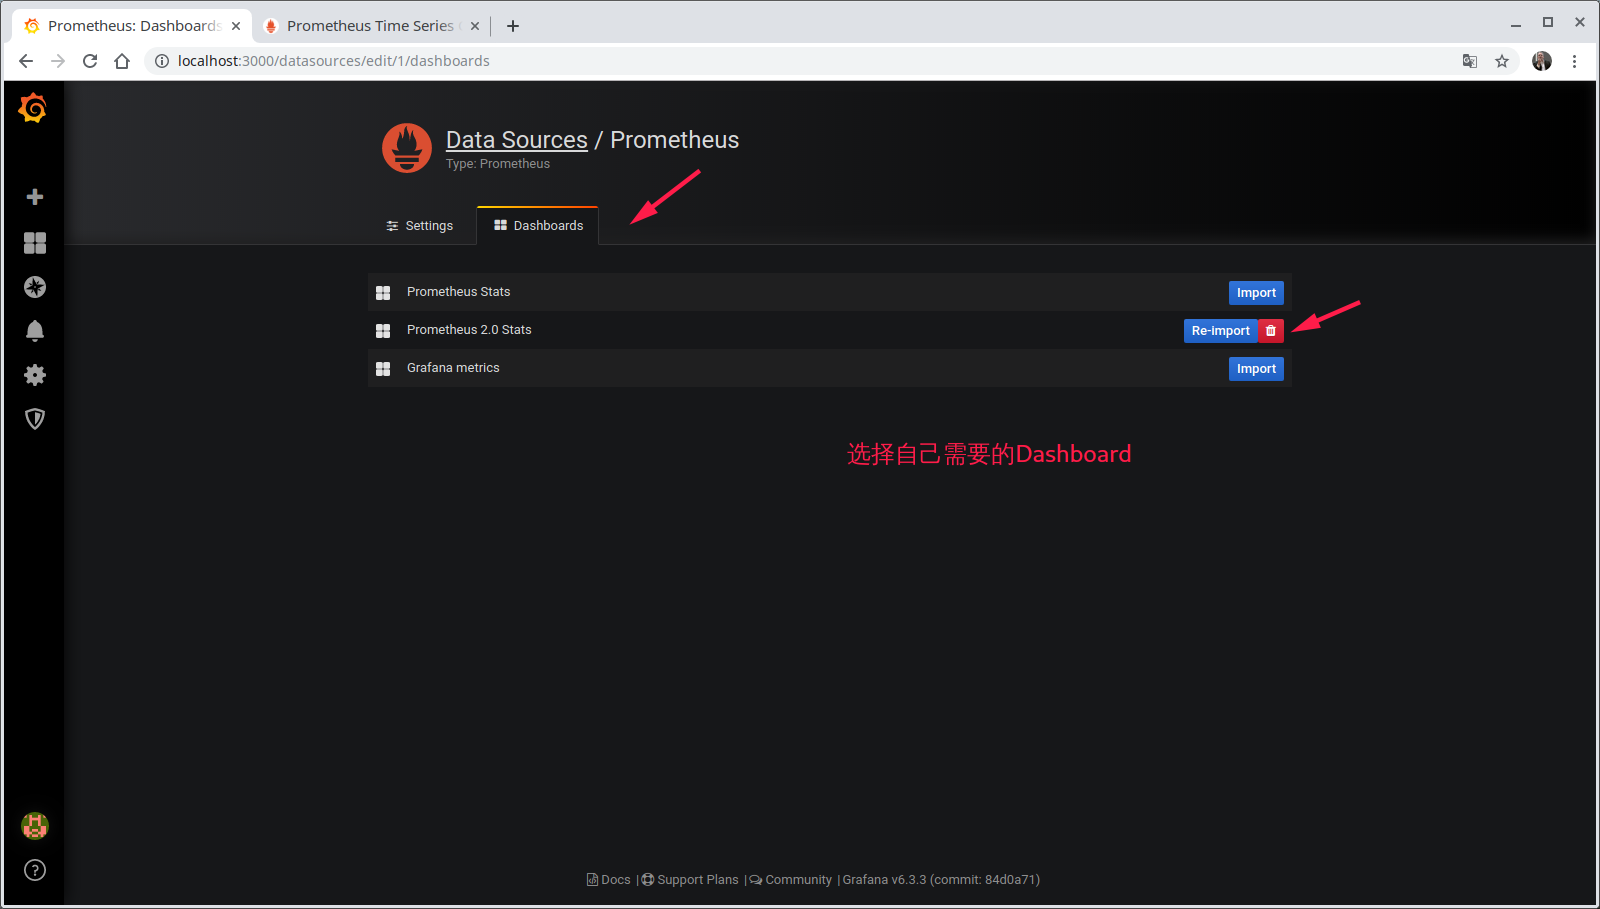 Prometheus: Dashboards
Prometheus Time Series
localhost:3000/datasources/edit/1/dashboards
Data Sources / Prometheus
Type: Prometheus
Settings
Dashboards
Prometheus Stats
Import
Prometheus 2.0 Stats
Re-import
Grafana metrics
Import
选择自己需要的Dashboard
Docs | Support Plans | Community | Grafana v6.3.3 (commit: 84d0a71)